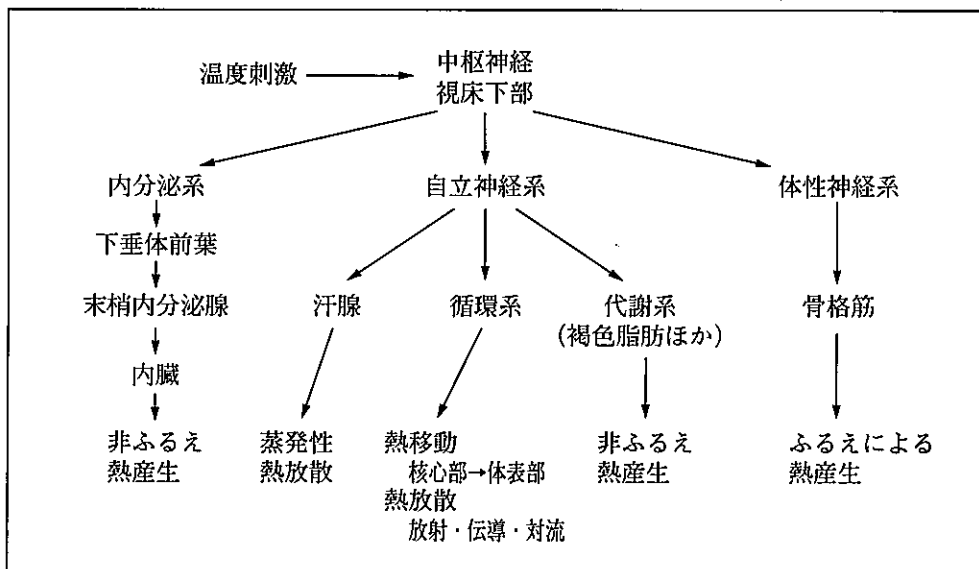 温度刺激
中枢神経
視床下部
内分泌系
自立神経系
体性神経系
下垂体前葉
末梢内分泌腺
汗腺
循環系
代謝系
(褐色脂肪ほか)
骨格筋
内臓
非ふるえ
熱産生
蒸発性
熱放散
熱移動
核心部→体表部
熱放散
放射・伝導・対流
非ふるえ
熱産生
ふるえによる
熱産生